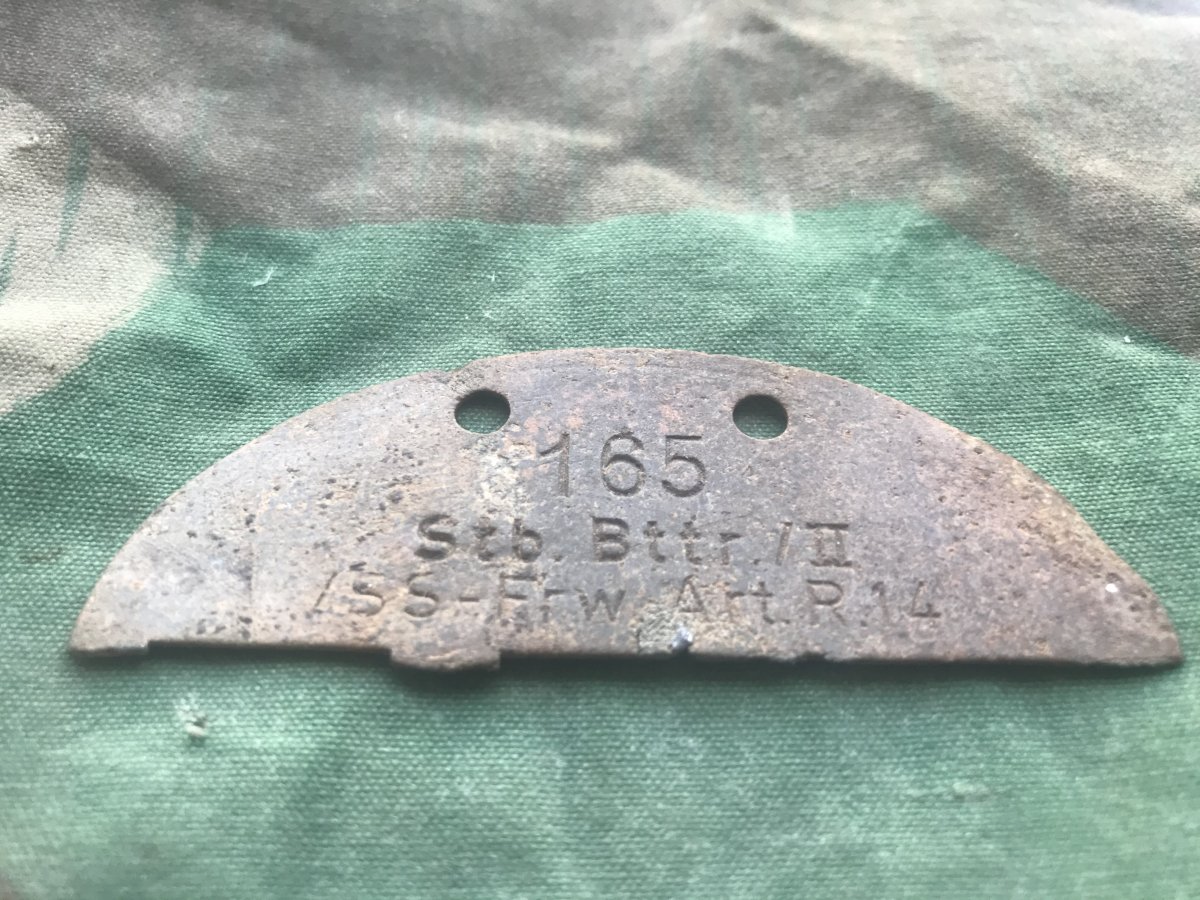 165
Stb. Bttr./II
/SS-Frw. Art.R.14